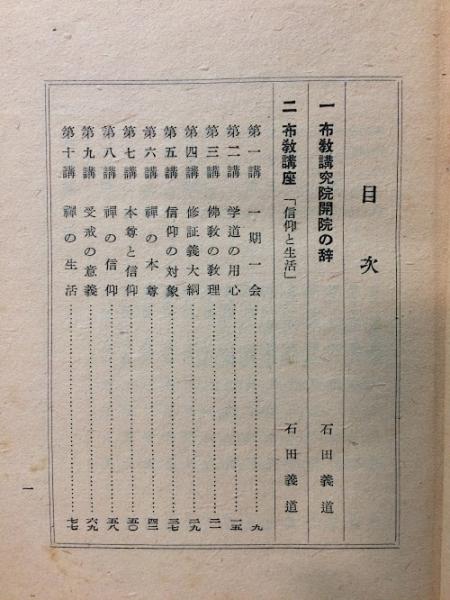 目次
一 布教講究院開院の辞 石田義道
二 布教講座 「信仰と生活」 石田義道
第一講 一期一会 九
第二講 学道の用心 一五
第三講 佛教の教理 二一
第四講 修証義大綱 二九
第五講 信仰の対象 三七
第六講 禪の本尊 四二
第七講 本尊と信仰 五〇
第八講 禪の信仰 五八
第九講 受戒の意義 六九
第十講 禪の生活 七七
一